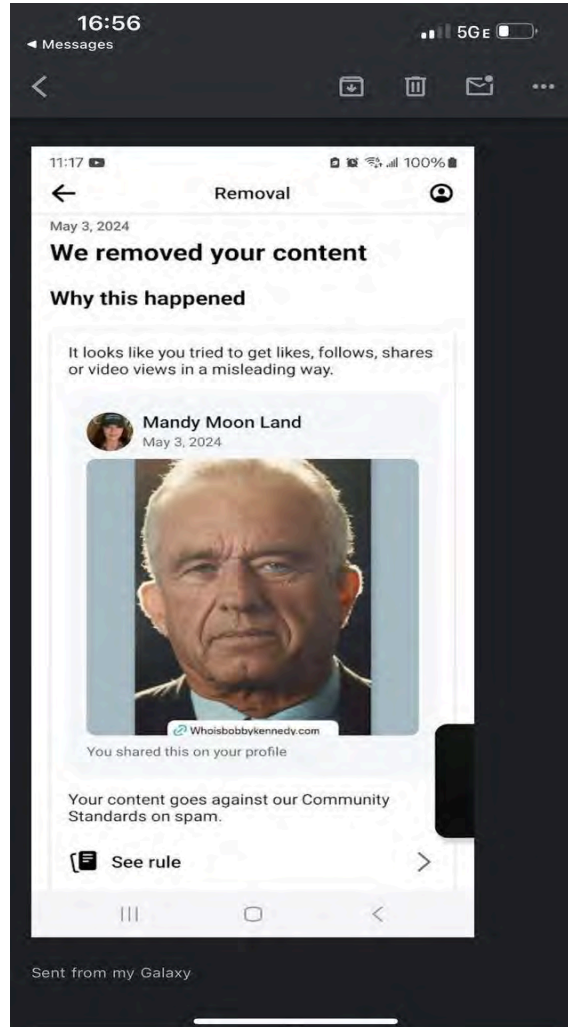 16:56
5GE
Messages
11:17
100%
Removal
May 3, 2024
We removed your content
Why this happened
It looks like you tried to get likes, follows, shares
or video views in a misleading way.
Mandy Moon Land
May 3, 2024
Whoisbobbykennedy.com
You shared this on your profile
Your content goes against our Community
Standards on spam.
See rule
Sent from my Galaxy